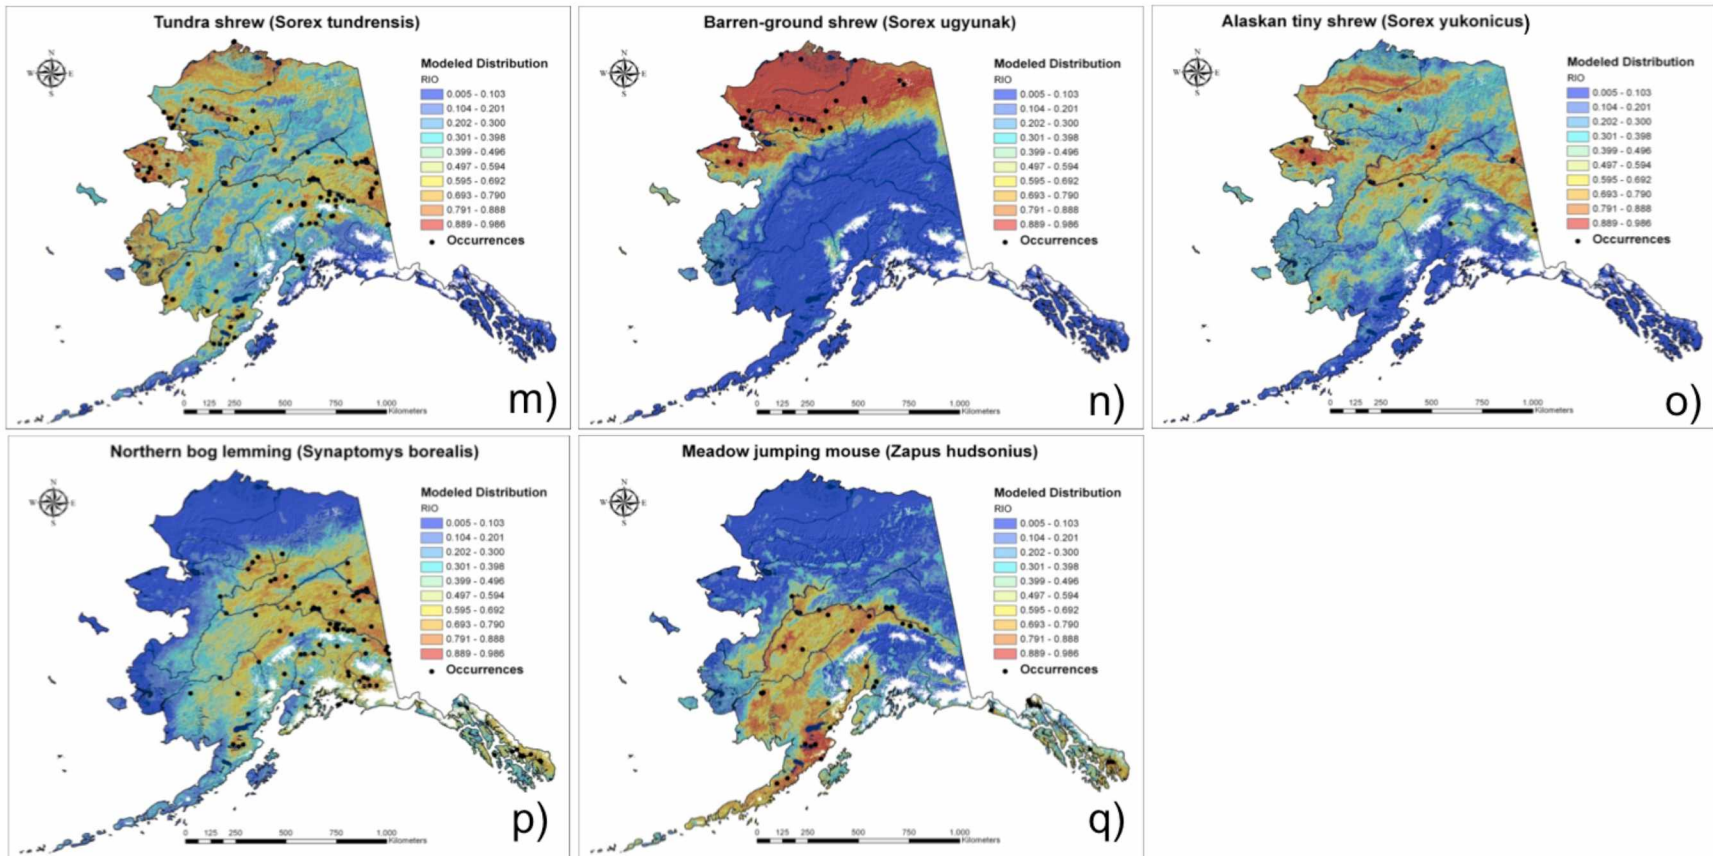 Tundra shrew (Sorex tundrensis)
N
W E
S
Modeled Distribution
RIO
0.005 - 0.103
0.104 - 0.201
0.202 - 0.300
0.301 - 0.398
0.399 - 0.496
0.497 - 0.594
0.595 - 0.692
0.693 - 0.790
0.791 - 0.888
0.889 - 0.986
Occurrences
0 125 250 500 750 1.000
Kilometers
m)
Barren-ground shrew (Sorex ugyunak)
N
W E
S
Modeled Distribution
RIO
0.005 - 0.103
0.104 - 0.201
0.202 - 0.300
0.301 - 0.398
0.399 - 0.496
0.497 - 0.594
0.595 - 0.692
0.693 - 0.790
0.791 - 0.888
0.889 - 0.986
Occurrences
0 125 250 500 750 1.000
Kilometers
n)
Alaskan tiny shrew (Sorex yukonicus)
N
W E
S
Modeled Distribution
RIO
0.005 - 0.103
0.104 - 0.201
0.202 - 0.300
0.301 - 0.398
0.399 - 0.496
0.497 - 0.594
0.595 - 0.692
0.693 - 0.790
0.791 - 0.888
0.889 - 0.986
Occurrences
0 125 250 500 750 1.000
Kilometers
o)
Northern bog lemming (Synaptomys borealis)
N
W E
S
Modeled Distribution
RIO
0.005 - 0.103
0.104 - 0.201
0.202 - 0.300
0.301 - 0.398
0.399 - 0.496
0.497 - 0.594
0.595 - 0.692
0.693 - 0.790
0.791 - 0.888
0.889 - 0.986
Occurrences
0 125 250 500 750 1.000
Kilometers
p)
Meadow jumping mouse (Zapus hudsonius)
N
W E
S
Modeled Distribution
RIO
0.005 - 0.103
0.104 - 0.201
0.202 - 0.300
0.301 - 0.398
0.399 - 0.496
0.497 - 0.594
0.595 - 0.692
0.693 - 0.790
0.791 - 0.888
0.889 - 0.986
Occurrences
0 125 250 500 750 1.000
Kilometers
q)